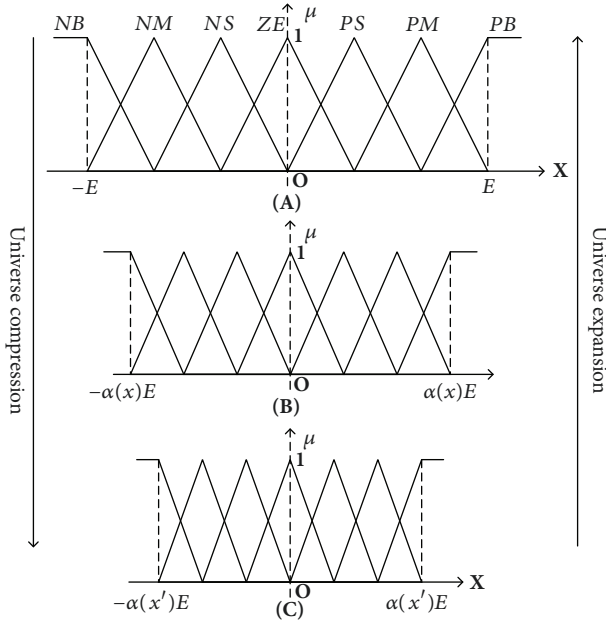 NB NM NS ZE μ PS PM PB
1
−E O E X
(A)
μ
1
−α(x)E O α(x)E
(B)
μ
1
−α(x′)E O α(x′)E X
(C)
Universe compression
Universe expansion